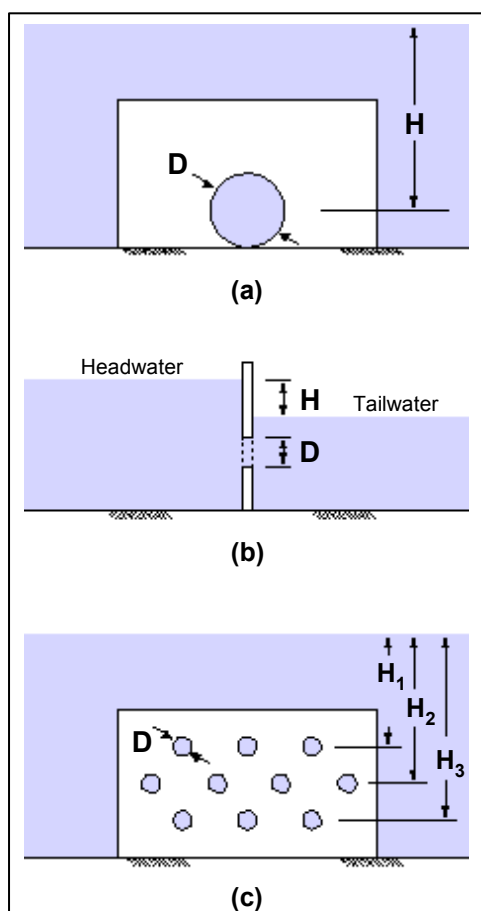 H
D
(a)
Headwater
H
Tailwater
D
(b)
H₁
H₂
D
H₃
(c)